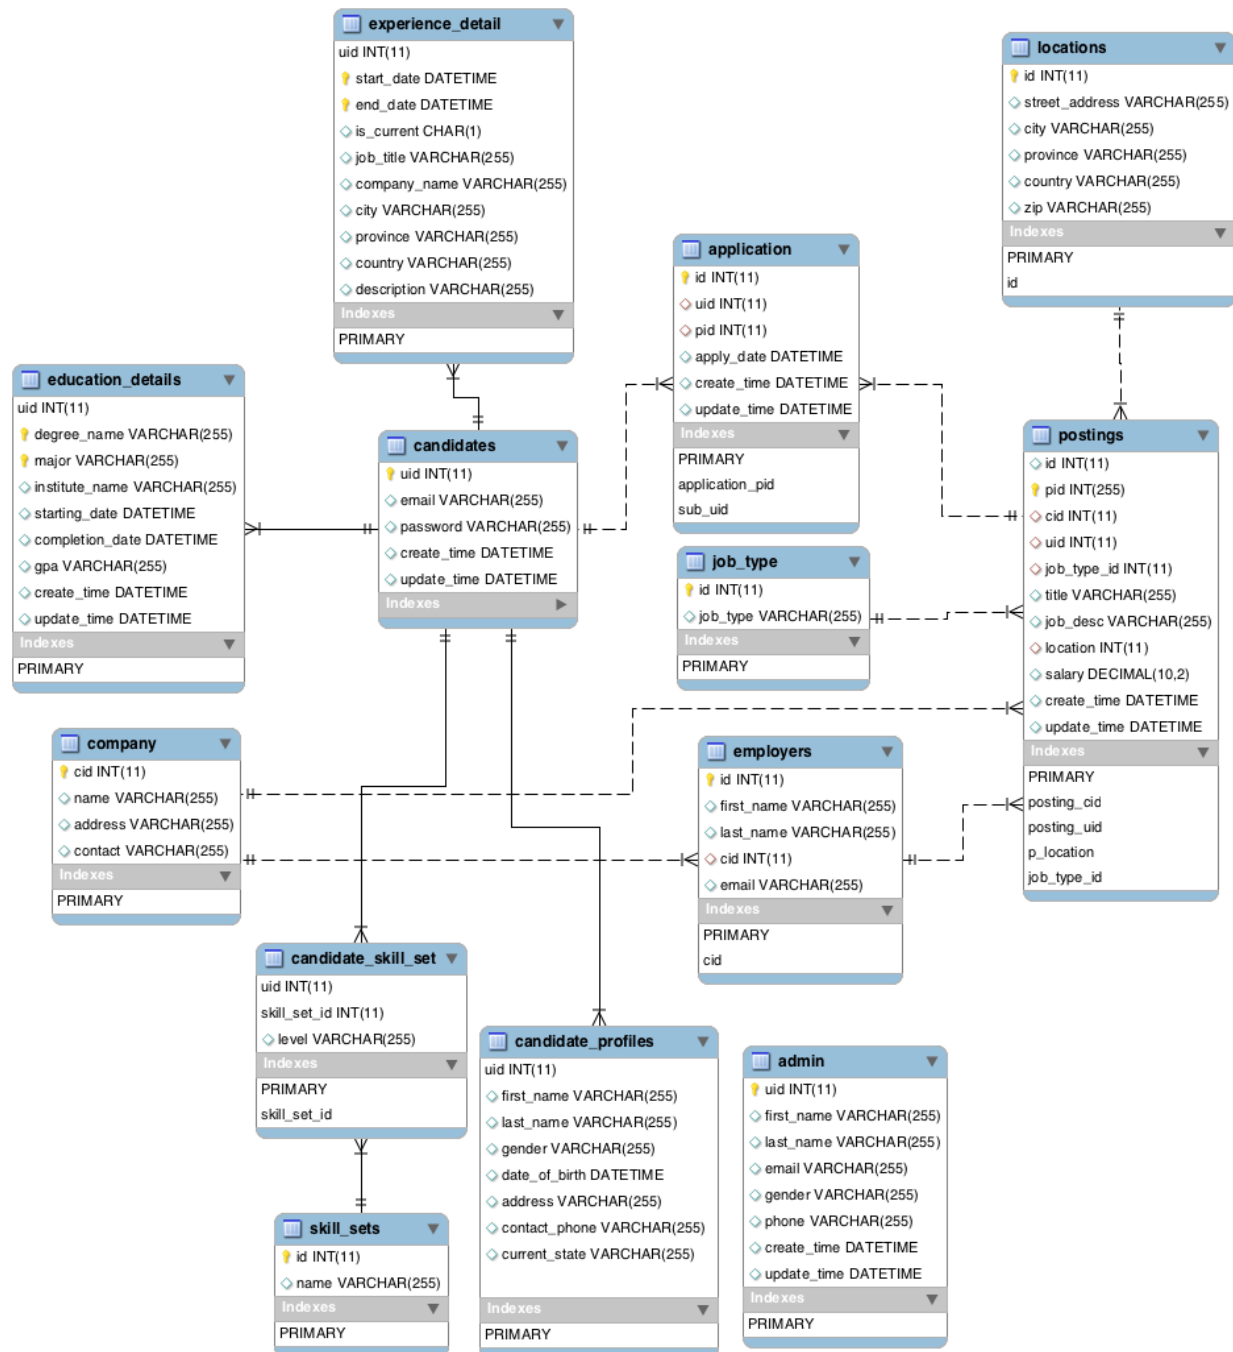 experience_detail
uid INT(11)
start_date DATETIME
end_date DATETIME
is_current CHAR(1)
job_title VARCHAR(255)
company_name VARCHAR(255)
city VARCHAR(255)
province VARCHAR(255)
country VARCHAR(255)
description VARCHAR(255)
Indexes
PRIMARY
locations
id INT(11)
street_address VARCHAR(255)
city VARCHAR(255)
province VARCHAR(255)
country VARCHAR(255)
zip VARCHAR(255)
Indexes
PRIMARY
id
application
id INT(11)
uid INT(11)
pid INT(11)
apply_date DATETIME
create_time DATETIME
update_time DATETIME
Indexes
PRIMARY
application_pid
sub_uid
education_details
uid INT(11)
degree_name VARCHAR(255)
major VARCHAR(255)
institute_name VARCHAR(255)
starting_date DATETIME
completion_date DATETIME
gpa VARCHAR(255)
create_time DATETIME
update_time DATETIME
Indexes
PRIMARY
candidates
uid INT(11)
email VARCHAR(255)
password VARCHAR(255)
create_time DATETIME
update_time DATETIME
Indexes
postings
id INT(11)
pid INT(255)
cid INT(11)
uid INT(11)
job_type_id INT(11)
title VARCHAR(255)
job_desc VARCHAR(255)
location INT(11)
salary DECIMAL(10,2)
create_time DATETIME
update_time DATETIME
Indexes
PRIMARY
posting_cid
posting_uid
p_location
job_type_id
job_type
id INT(11)
job_type VARCHAR(255)
Indexes
PRIMARY
company
cid INT(11)
name VARCHAR(255)
address VARCHAR(255)
contact VARCHAR(255)
Indexes
PRIMARY
employers
id INT(11)
first_name VARCHAR(255)
last_name VARCHAR(255)
cid INT(11)
email VARCHAR(255)
Indexes
PRIMARY
cid
candidate_skill_set
uid INT(11)
skill_set_id INT(11)
level VARCHAR(255)
Indexes
PRIMARY
skill_set_id
candidate_profiles
uid INT(11)
first_name VARCHAR(255)
last_name VARCHAR(255)
gender VARCHAR(255)
date_of_birth DATETIME
address VARCHAR(255)
contact_phone VARCHAR(255)
current_state VARCHAR(255)
Indexes
PRIMARY
admin
uid INT(11)
first_name VARCHAR(255)
last_name VARCHAR(255)
email VARCHAR(255)
gender VARCHAR(255)
phone VARCHAR(255)
create_time DATETIME
update_time DATETIME
Indexes
PRIMARY
skill_sets
id INT(11)
name VARCHAR(255)
Indexes
PRIMARY